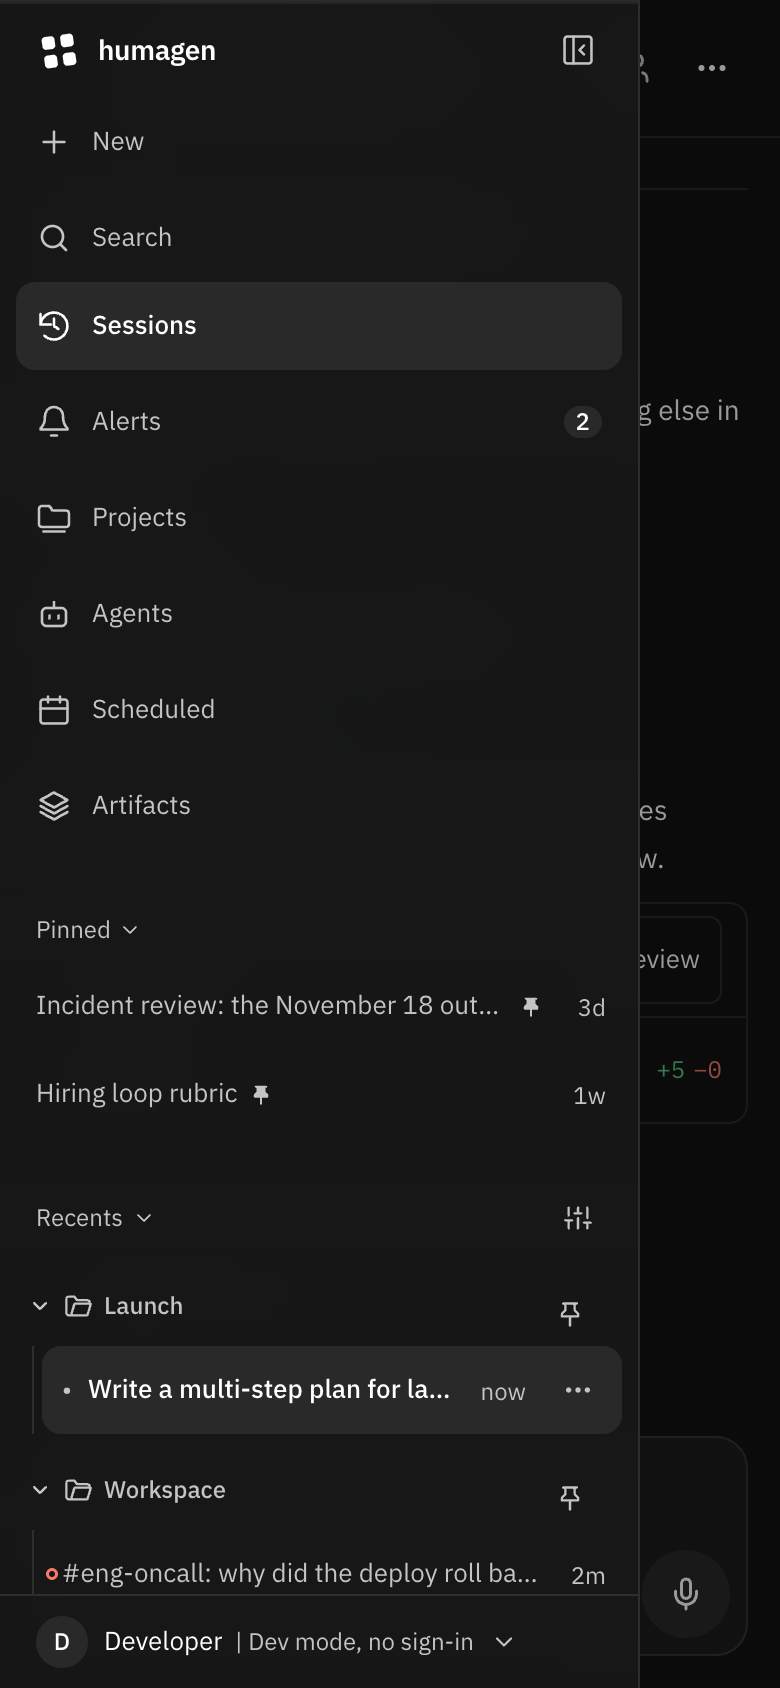 humagen
New
Search
Sessions
Alerts 2
g else in
Projects
Agents
Scheduled
Artifacts
es
w.
Pinned
eview
Incident review: the November 18 out... 3d
+5 −0
Hiring loop rubric 1w
Recents
Launch
Write a multi-step plan for la... now
Workspace
#eng-oncall: why did the deploy roll ba... 2m
D Developer | Dev mode, no sign-in